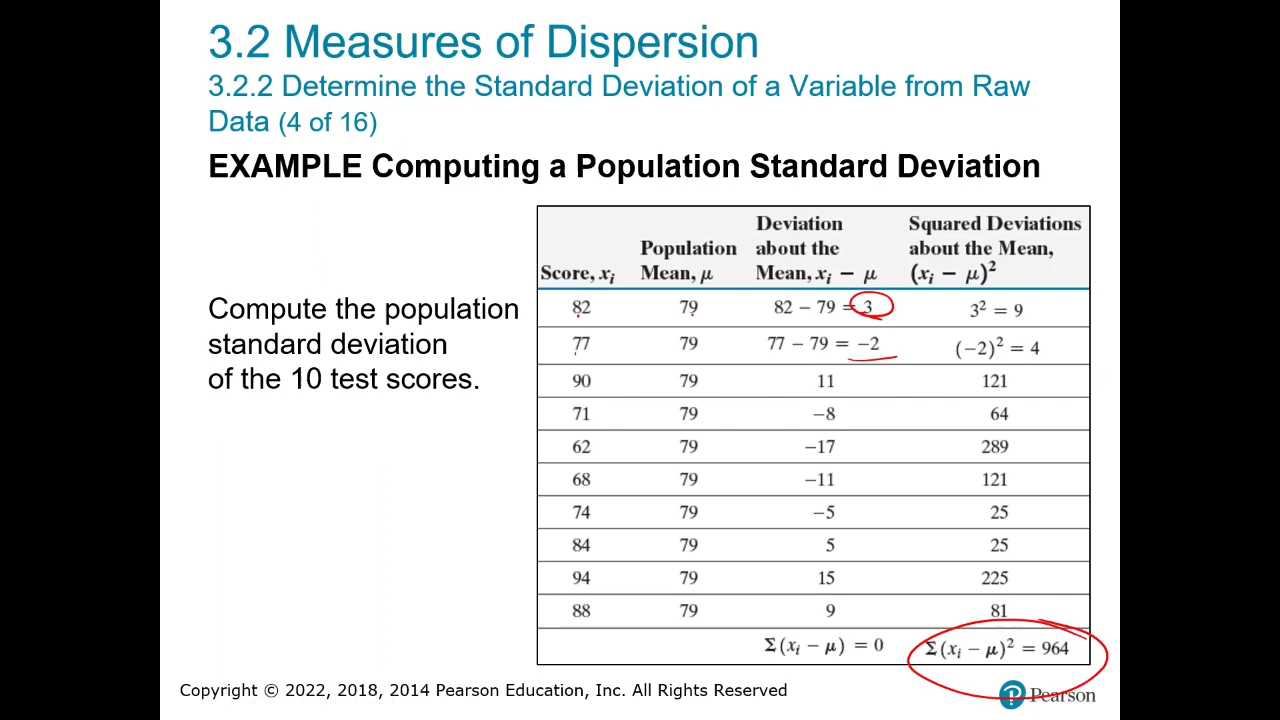 3.2 Measures of Dispersion
3.2.2 Determine the Standard Deviation of a Variable from Raw
Data (4 of 16)
EXAMPLE Computing a Population Standard Deviation
Compute the population
standard deviation
of the 10 test scores.
Score, xᵢ Population Mean, μ Deviation about the Mean, xᵢ − μ Squared Deviations about the Mean, (xᵢ − μ)²
82 79 82 − 79 = 3 3² = 9
77 79 77 − 79 = −2 (−2)² = 4
90 79 11 121
71 79 −8 64
62 79 −17 289
68 79 −11 121
74 79 −5 25
84 79 5 25
94 79 15 225
88 79 9 81
Σ(xᵢ − μ) = 0 Σ(xᵢ − μ)² = 964
Copyright © 2022, 2018, 2014 Pearson Education, Inc. All Rights Reserved
P Pearson